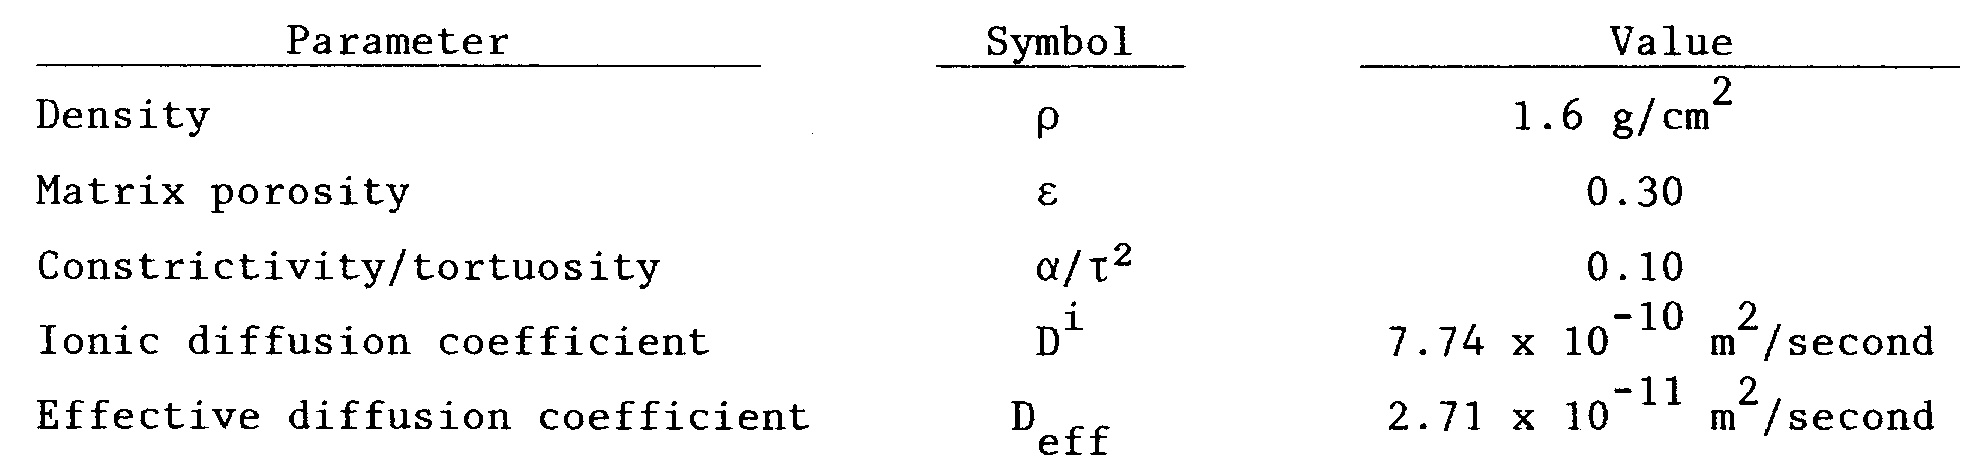 Parameter Symbol Value
Density ρ 1.6 g/cm²
Matrix porosity ε 0.30
Constrictivity/tortuosity α/τ² 0.10
Ionic diffusion coefficient Dⁱ 7.74 x 10⁻¹⁰ m²/second
Effective diffusion coefficient D_eff 2.71 x 10⁻¹¹ m²/second